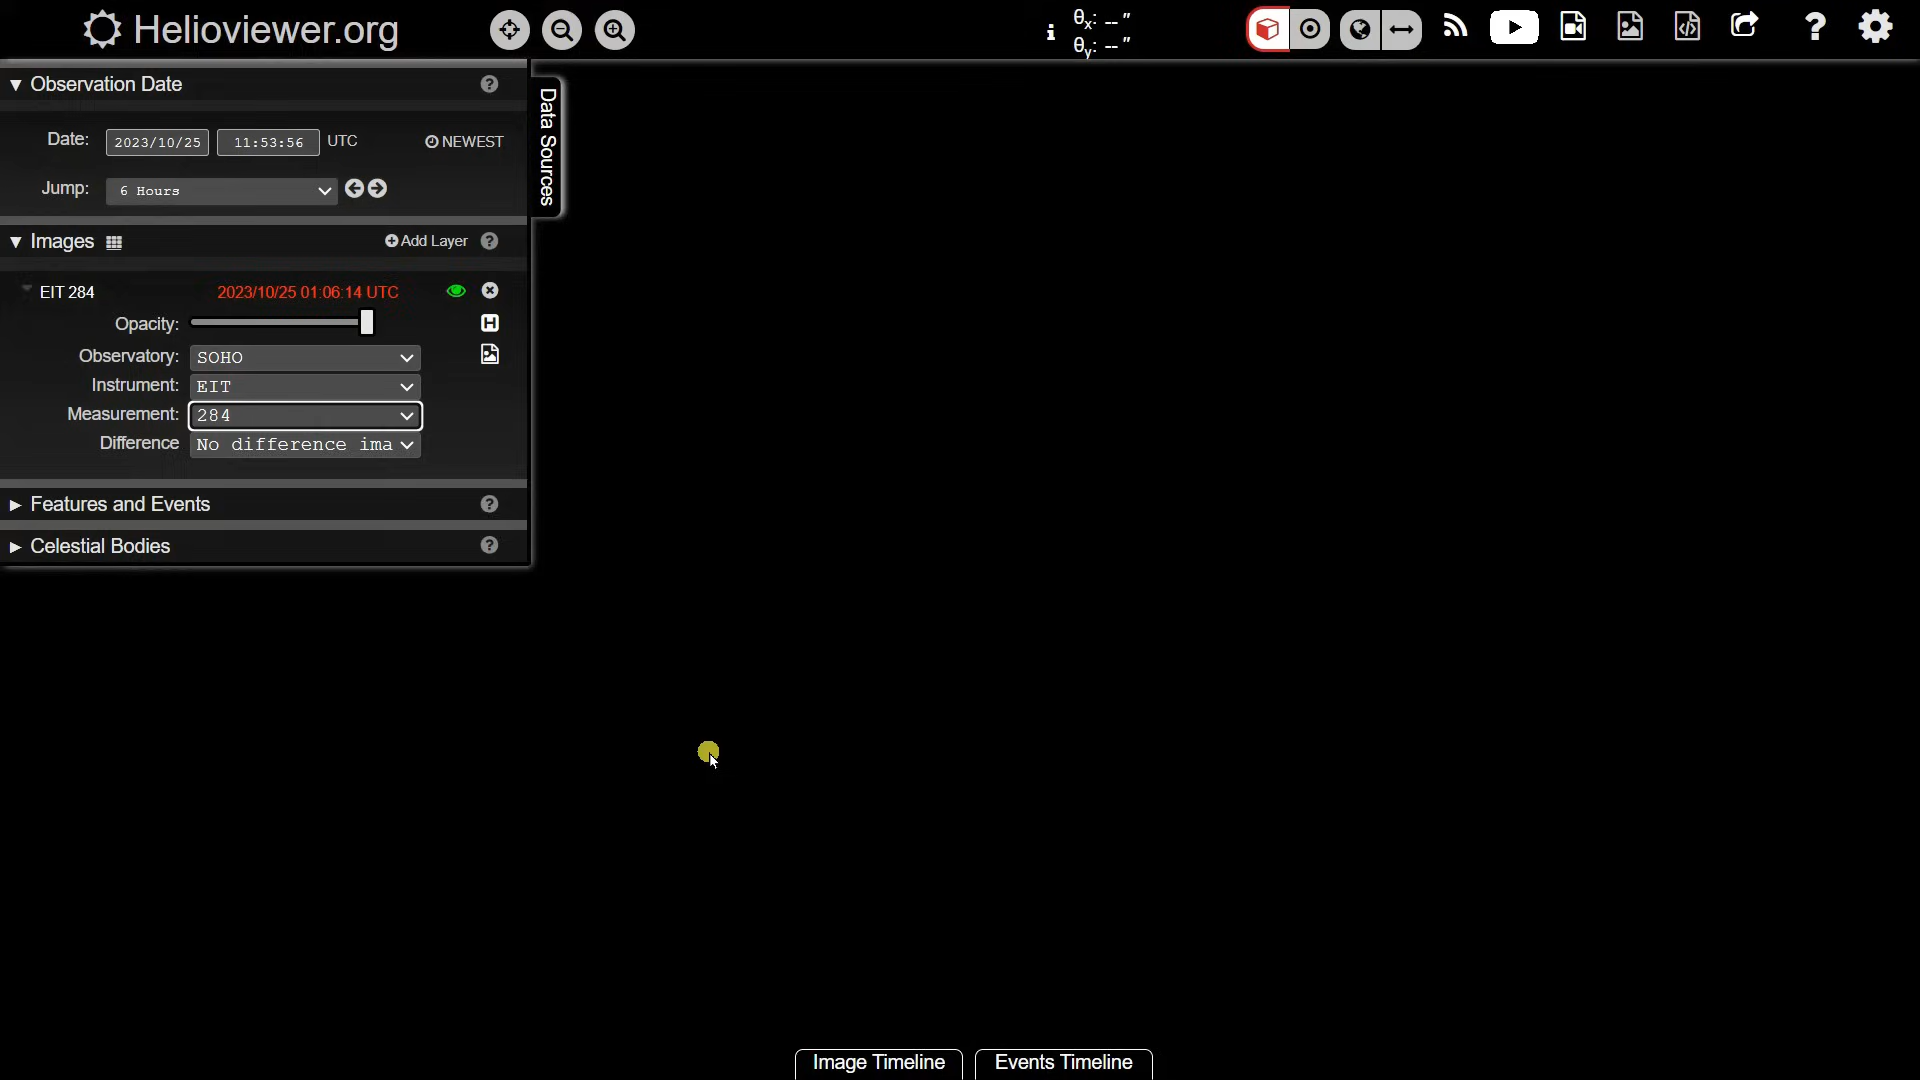 Helioviewer.org
θx: -- ″
θy: -- ″
Observation Date
Date: 2023/10/25 11:53:56 UTC NEWEST
Jump: 6 Hours
Data Sources
Images Add Layer
EIT 284 2023/10/25 01:06:14 UTC
Opacity:
H
Observatory: SOHO
Instrument: EIT
Measurement: 284
Difference No difference ima
Features and Events
Celestial Bodies
Image Timeline Events Timeline